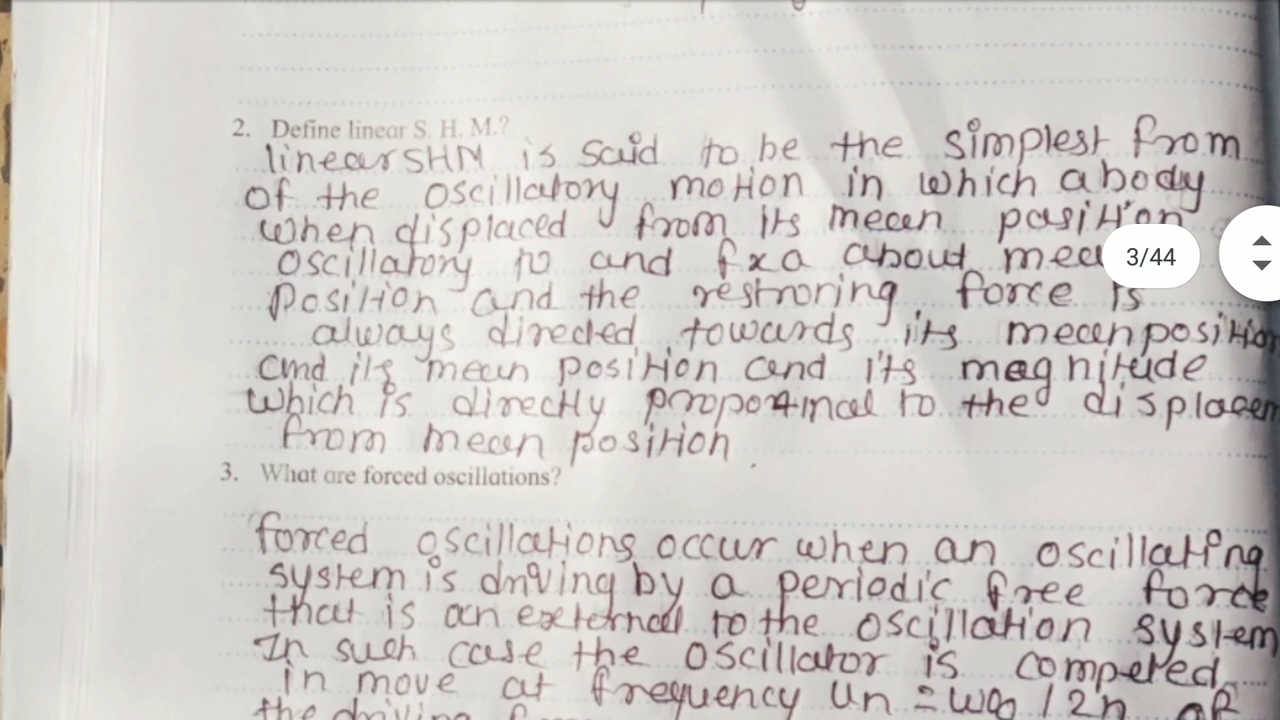 2. Define linear S. H. M.?
linear SHM is said to be the simplest from
of the oscillatory motion in which a body
when displaced from its mean position
oscillatory to and fxa about mea
position and the restroring force is
always directed towards its mean position
and its mean position and its magnitude
which is directly proportinal to the displacem
from mean position.
3/44
3. What are forced oscillations?
forced oscillations occur when an oscillating
system is driving by a periodic free force
that is an external to the oscillation system
In such case the oscillator is competed
in move at frequency
the driving